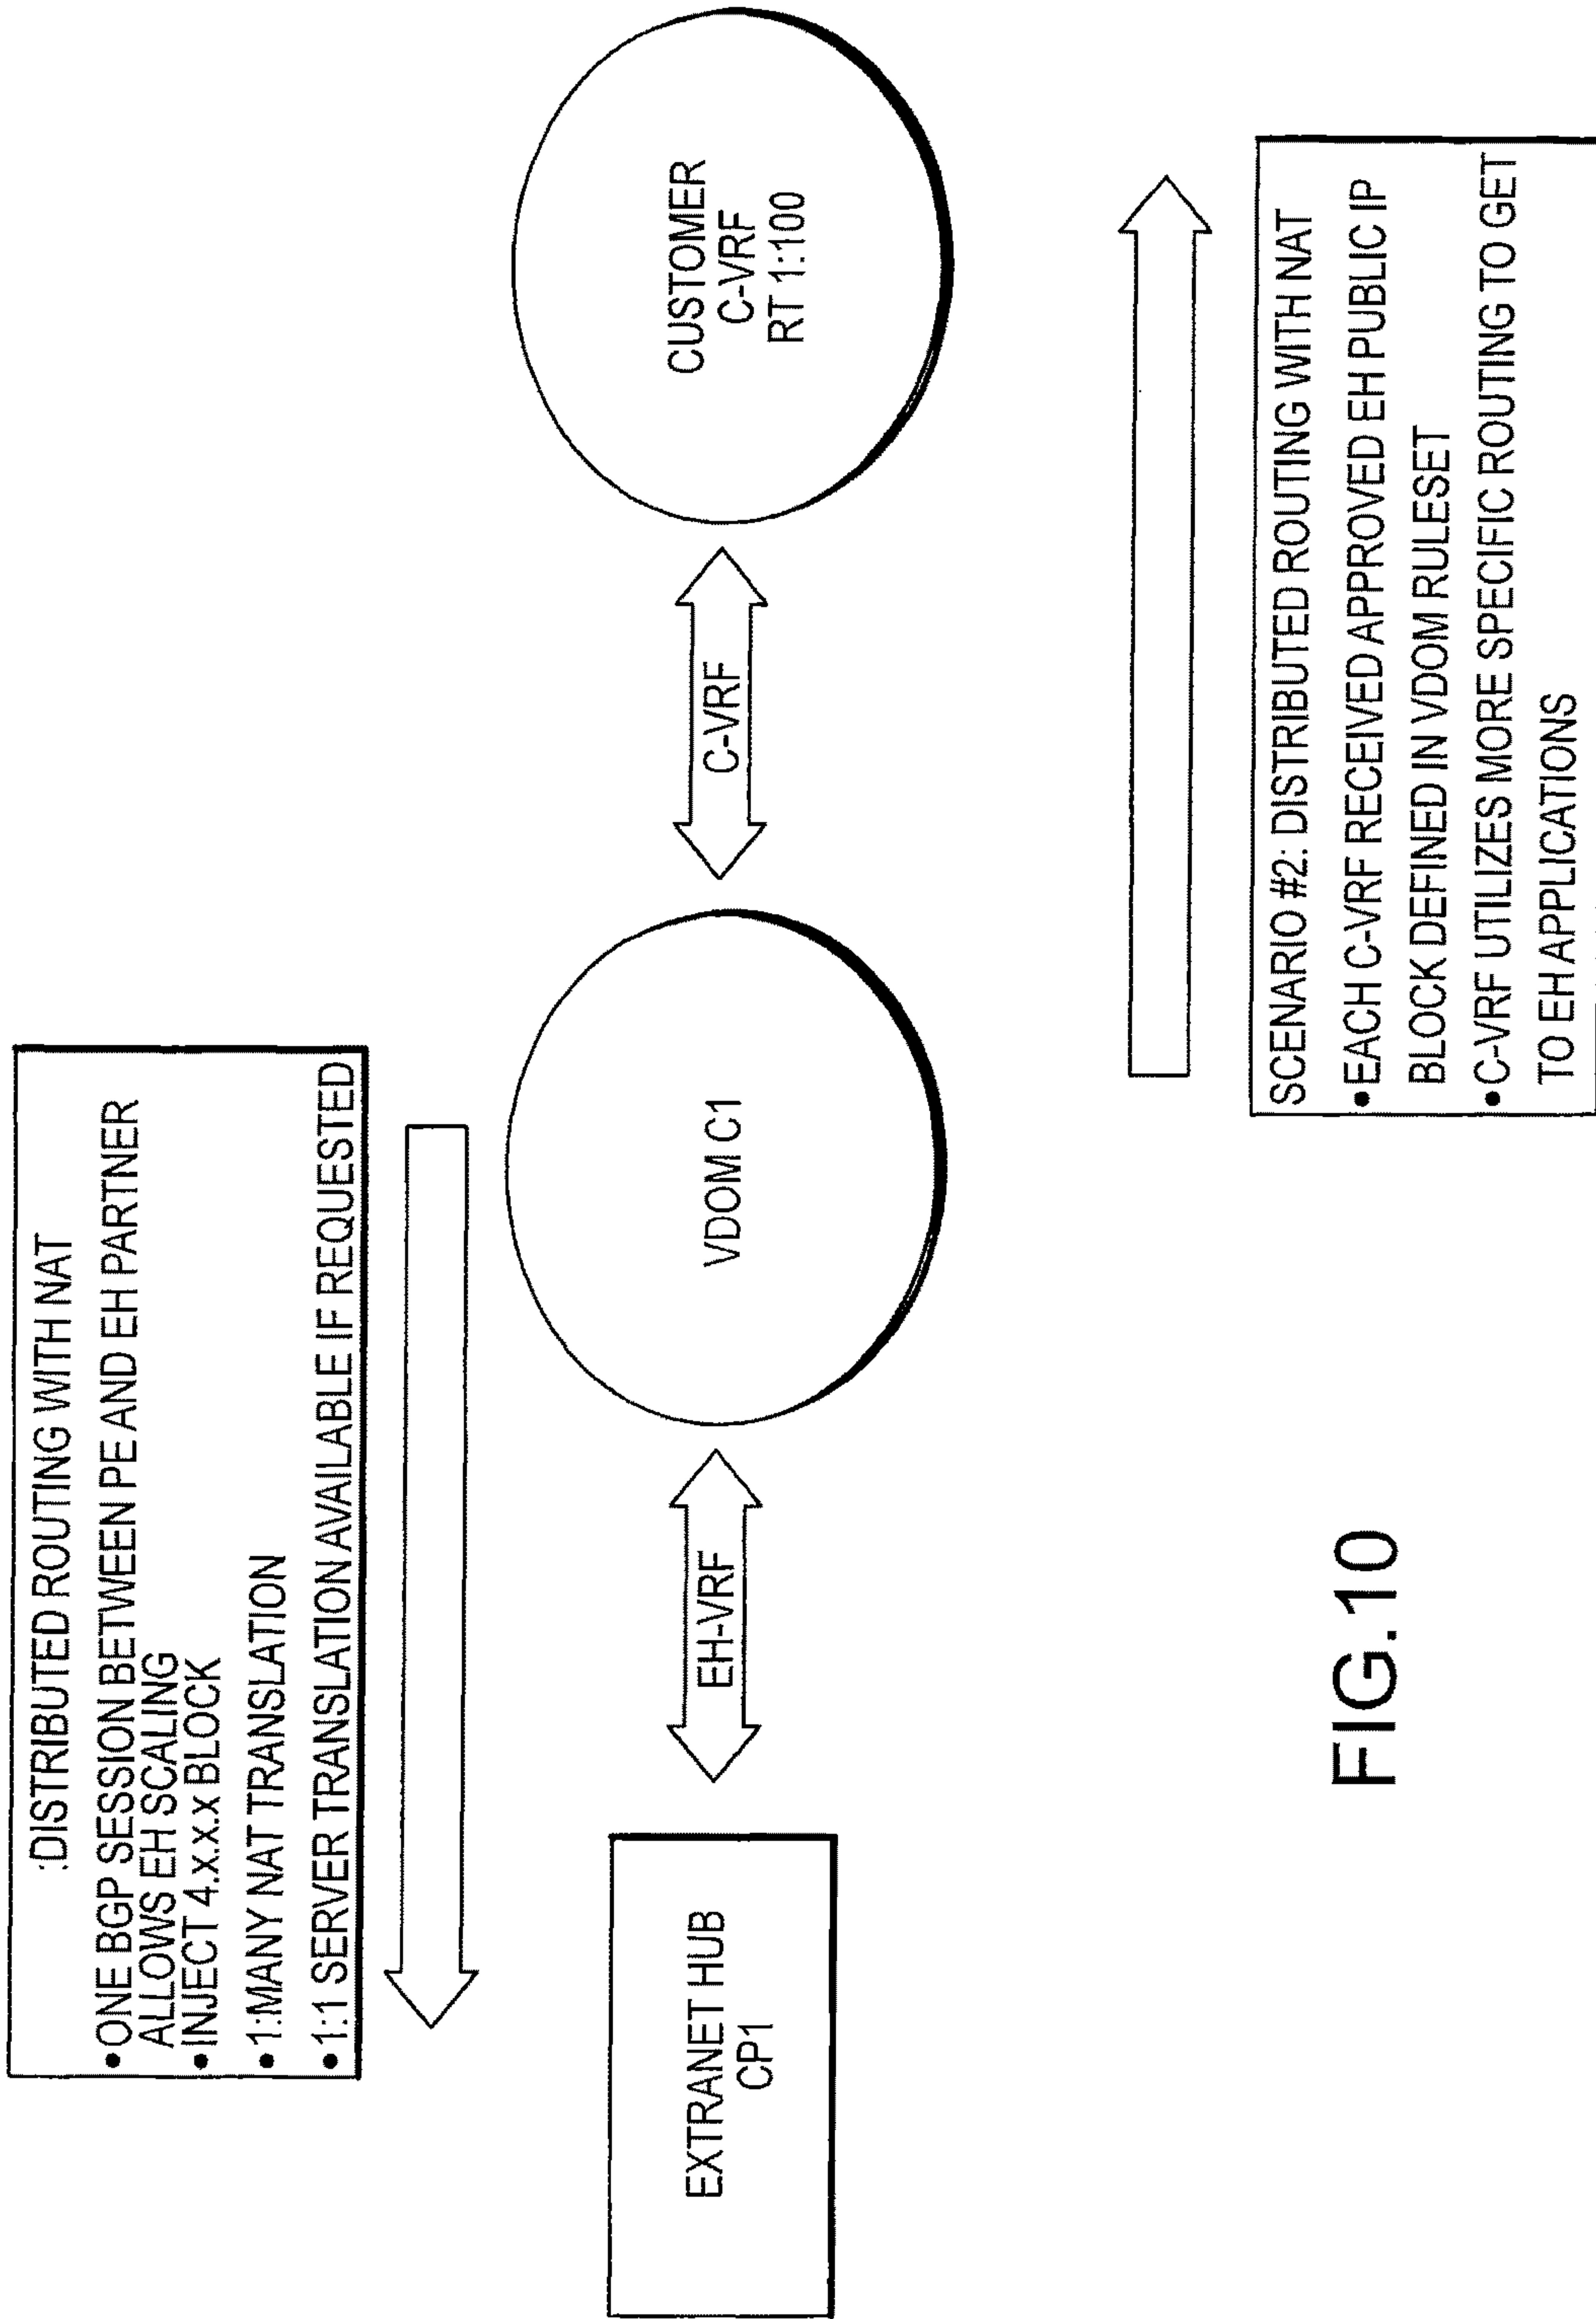 :DISTRIBUTED ROUTING WITH NAT
•ONE BGP SESSION BETWEEN PE AND EH PARTNER
ALLOWS EH SCALING
•INJECT 4.x.x.x BLOCK
•1:MANY NAT TRANSLATION
•1:1 SERVER TRANSLATION AVAILABLE IF REQUESTED
EXTRANET HUB
CP1
EH-VRF
VDOM C1
C-VRF
CUSTOMER
C-VRF
RT 1:100
SCENARIO #2: DISTRIBUTED ROUTING WITH NAT
•EACH C-VRF RECEIVED APPROVED EH PUBLIC IP
BLOCK DEFINED IN VDOM RULESET
•C-VRF UTILIZES MORE SPECIFIC ROUTING TO GET
TO EH APPLICATIONS
FIG.10